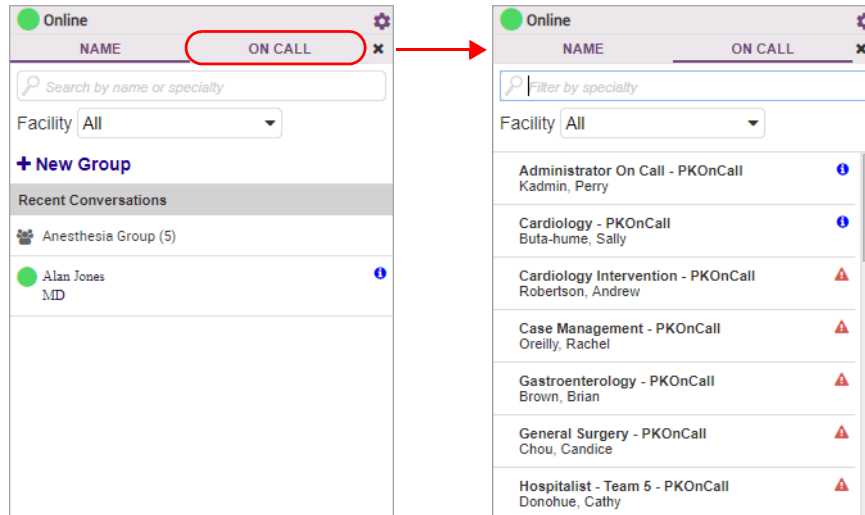 Online
NAME ON CALL
Search by name or specialty
Facility All
New Group
Recent Conversations
Anesthesia Group (5)
Alan Jones
MD
Online
NAME ON CALL
Filter by specialty
Facility All
Administrator On Call - PKOnCall
Kadmin, Perry
Cardiology - PKOnCall
Buta-hume, Sally
Cardiology Intervention - PKOnCall
Robertson, Andrew
Case Management - PKOnCall
Oreilly, Rachel
Gastroenterology - PKOnCall
Brown, Brian
General Surgery - PKOnCall
Chou, Candice
Hospitalist - Team 5 - PKOnCall
Donohue, Cathy